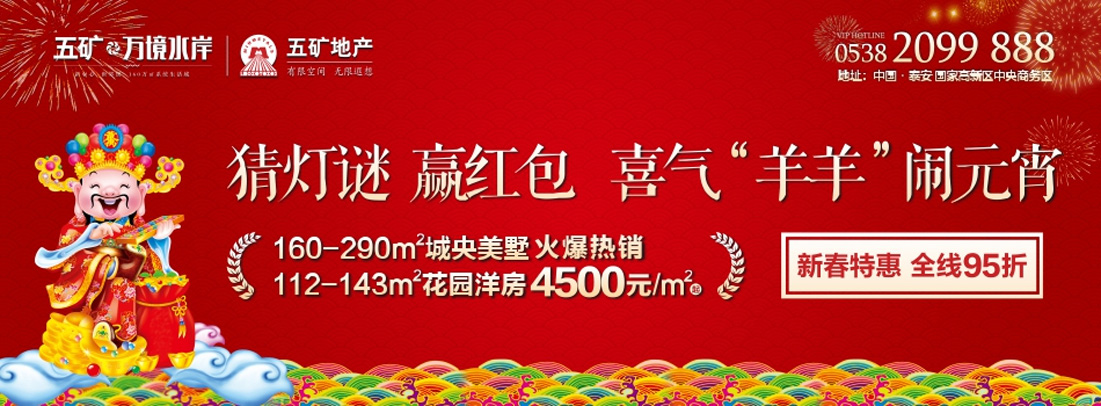 五矿 万境水岸
五矿地产
有限空间 无限遐想
VIP HOTLINE
0538 2099 888
地址：中国·泰安 国家高新区中央商务区
猜灯谜 赢红包 喜气“羊羊”闹元宵
160-290m²城央美墅 火爆热销
112-143m²花园洋房 4500元/m²起
新春特惠 全线95折